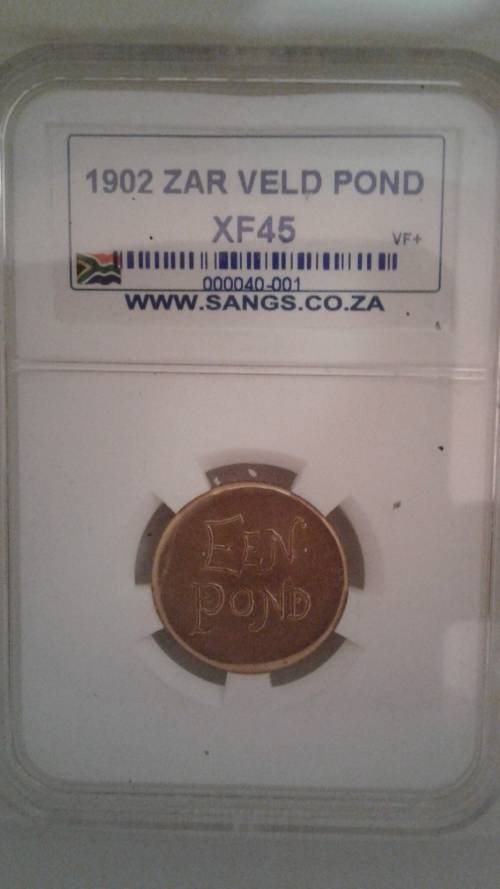 1902 ZAR VELD POND
XF45
VF+
000040-001
WWW.SANGS.CO.ZA
EEN
POND